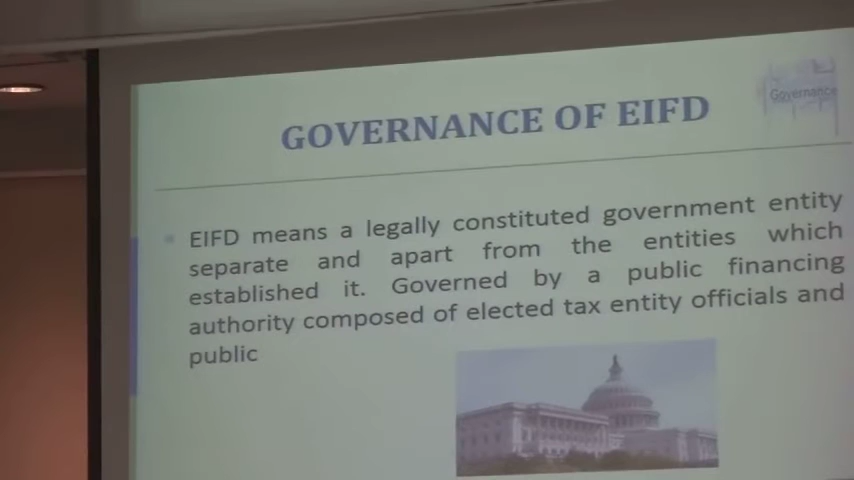 Governance
GOVERNANCE OF EIFD
EIFD means a legally constituted government entity
separate and apart from the entities which
established it. Governed by a public financing
authority composed of elected tax entity officials and
public